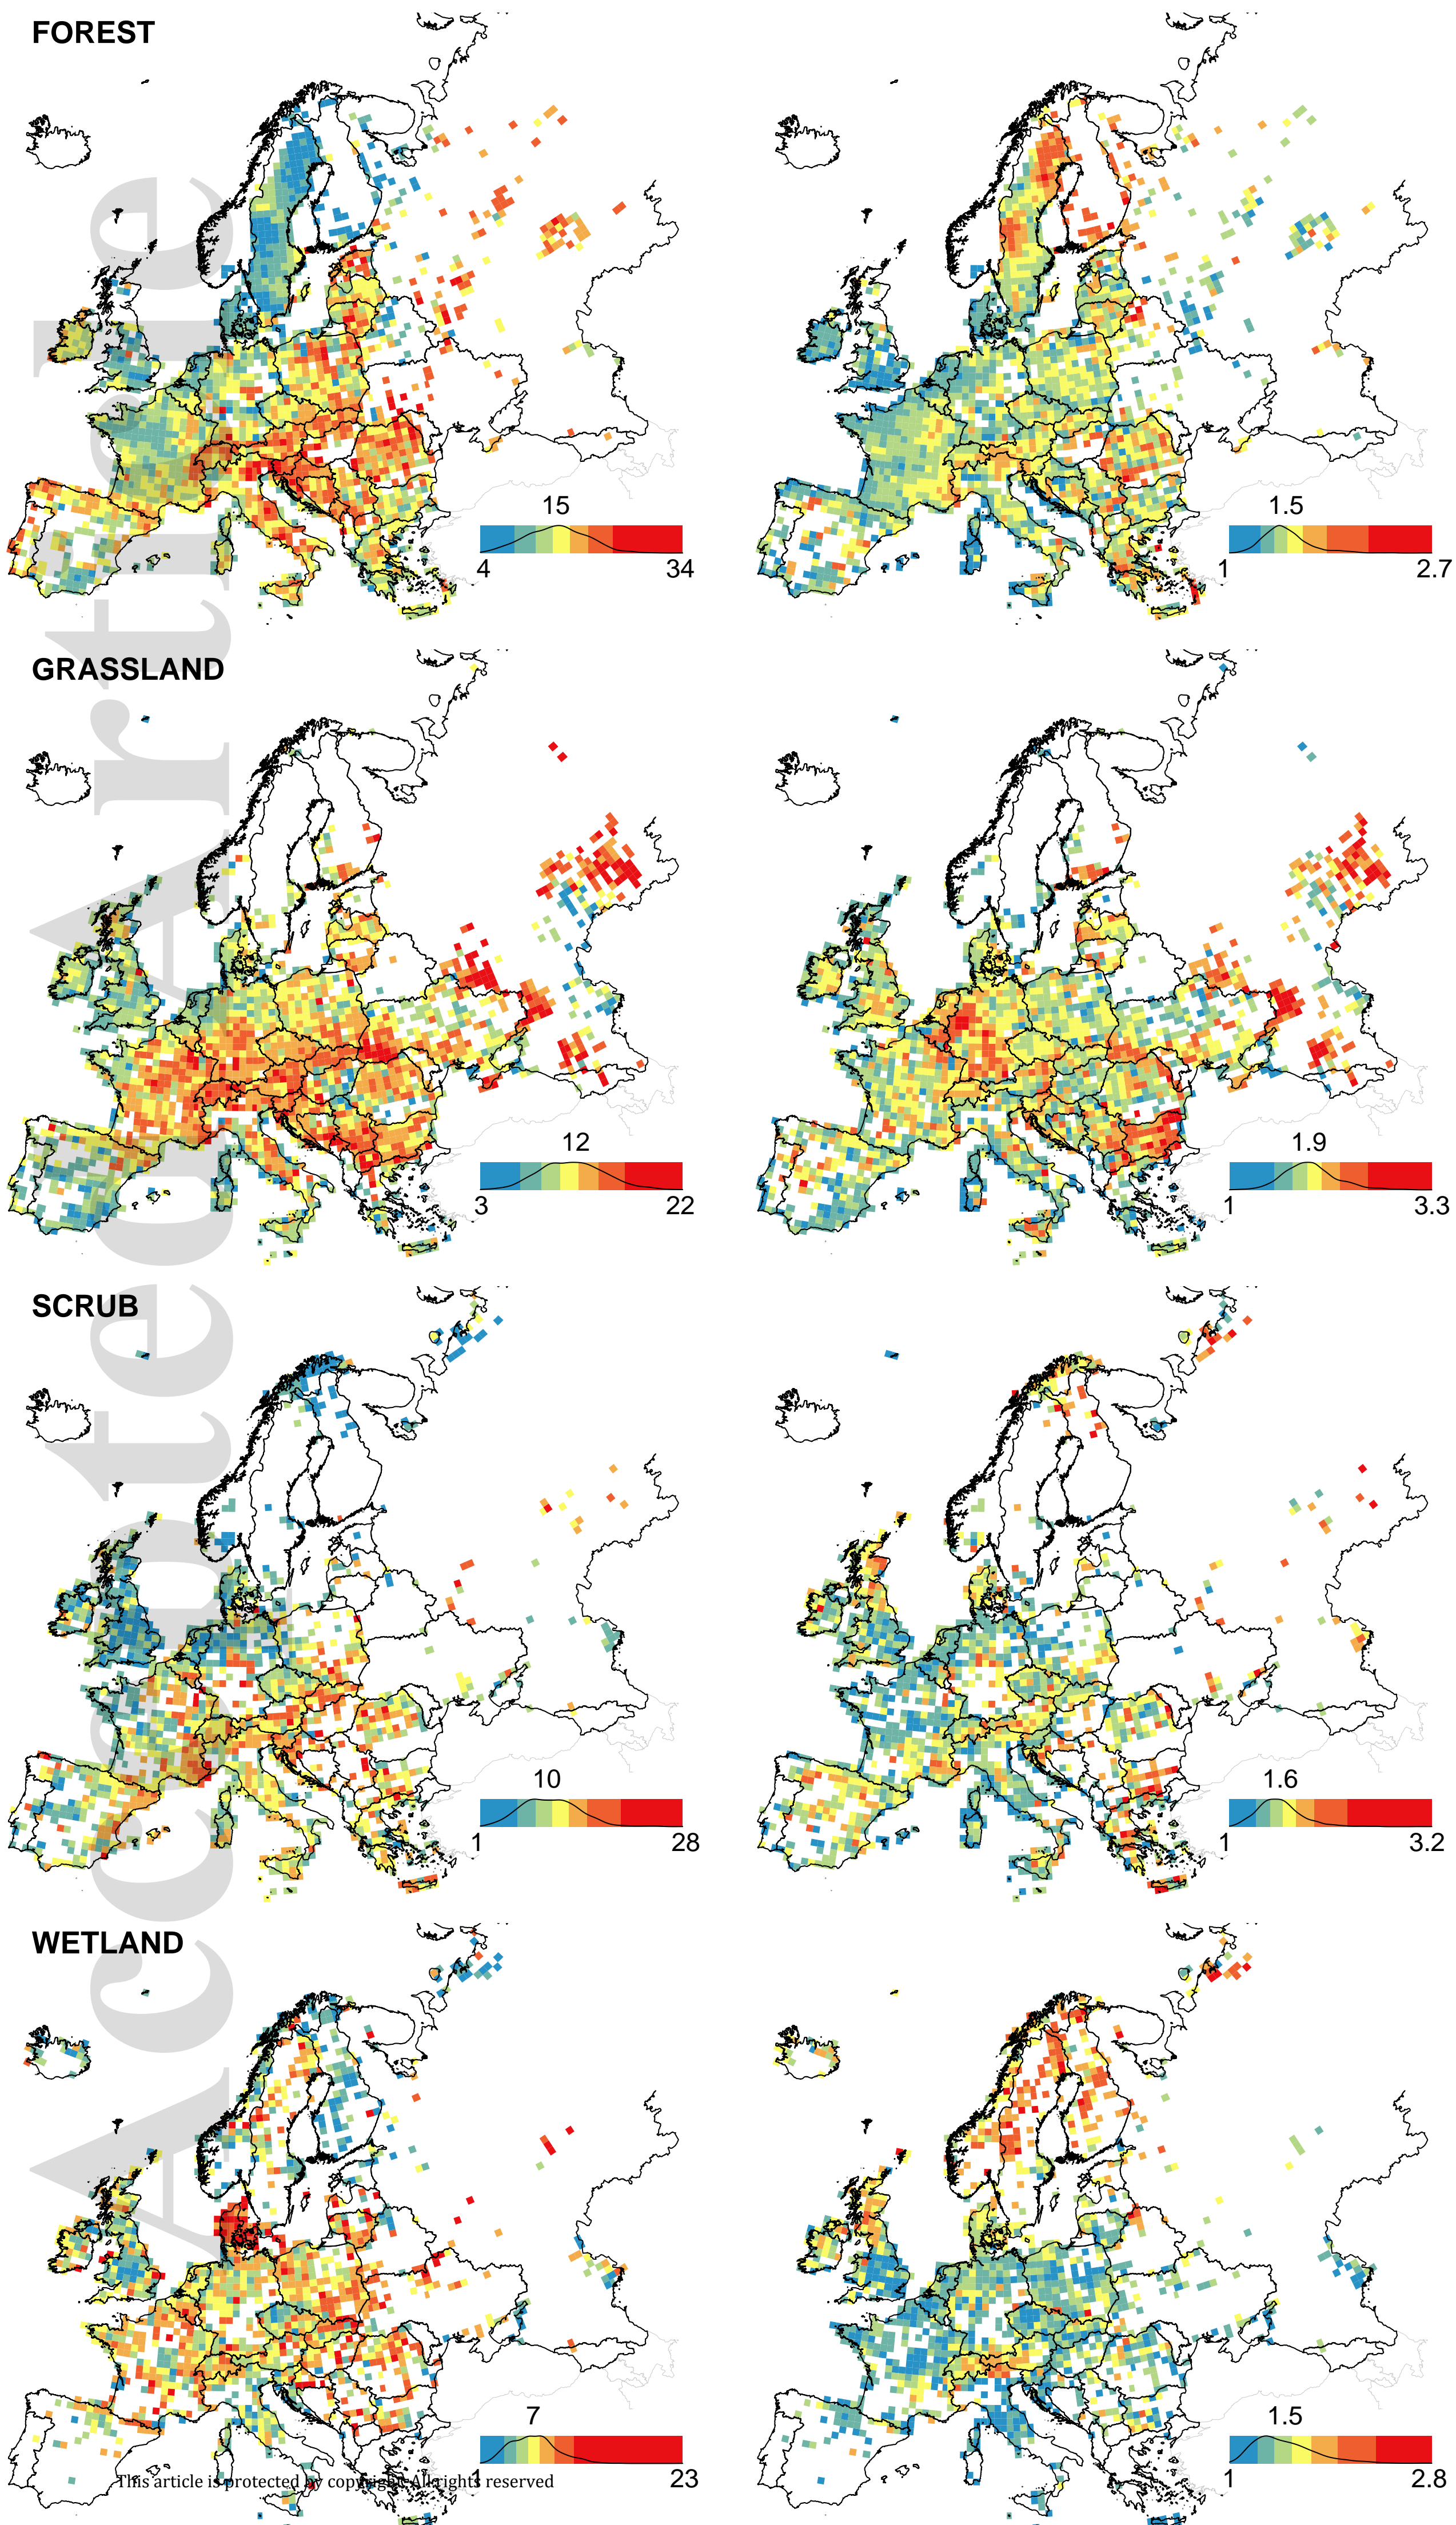 FOREST
15
4 34
1.5
1 2.7
GRASSLAND
12
3 22
1.9
1 3.3
SCRUB
10
1 28
1.6
1 3.2
WETLAND
7
1 23
1.5
1 2.8
This article is protected by copyright. All rights reserved
Accepted Article